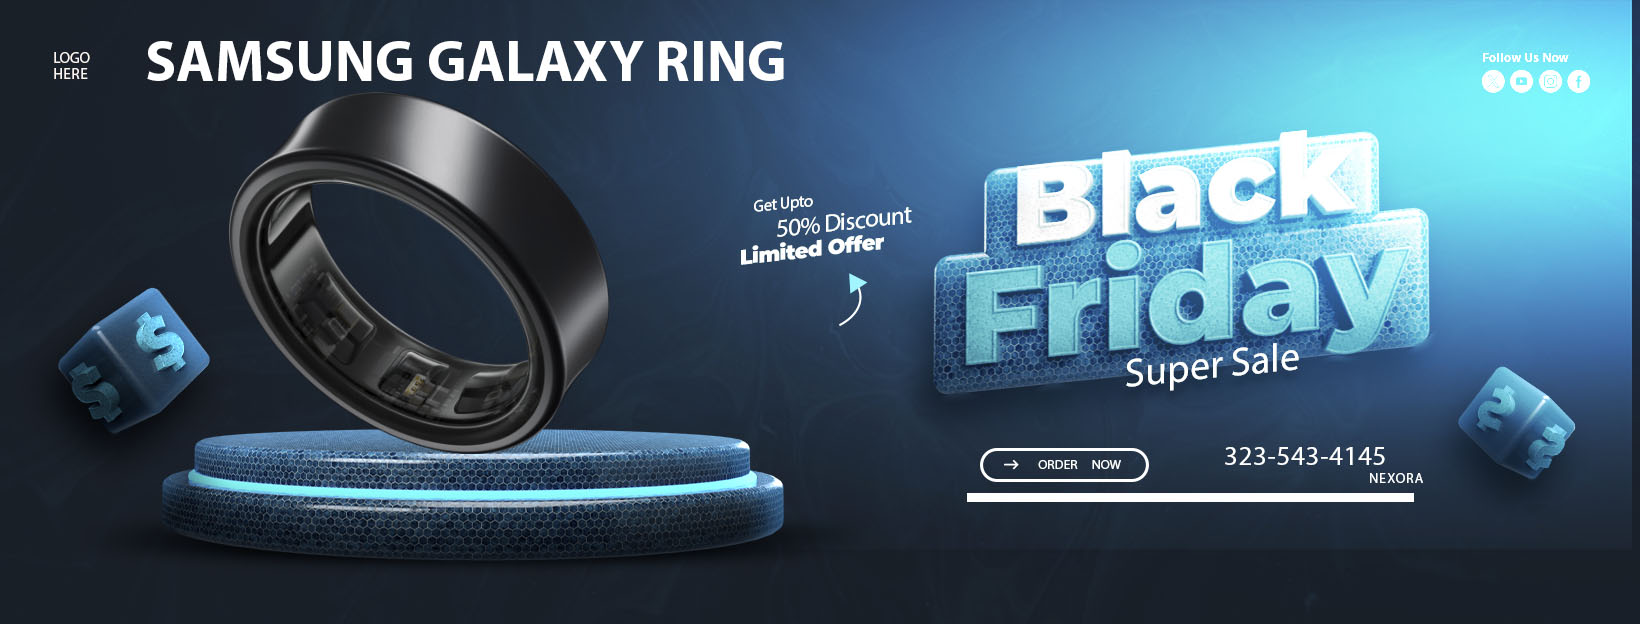 LOGO
HERE
SAMSUNG GALAXY RING
Follow Us Now
Get Upto
50% Discount
Limited Offer
Black
Friday
Super Sale
$
$
$
$
→ ORDER NOW
323-543-4145
NEXORA